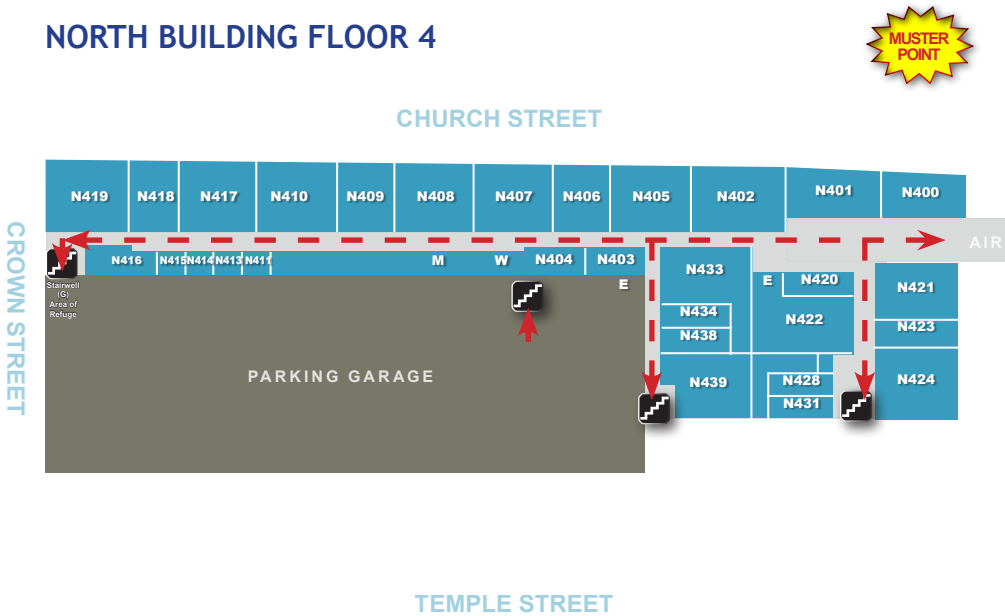 NORTH BUILDING FLOOR 4
MUSTER
POINT
CHURCH STREET
CROWN STREET
N419 N418 N417 N410 N409 N408 N407 N406 N405 N402 N401 N400
AIR
N416 N415 N414 N413 N411 M W N404 N403
E
Stairwell
(G)
Area of
Refuge
N433 E N420 N421
N434 N422 N423
N438
PARKING GARAGE
N439 N428 N424
N431
TEMPLE STREET